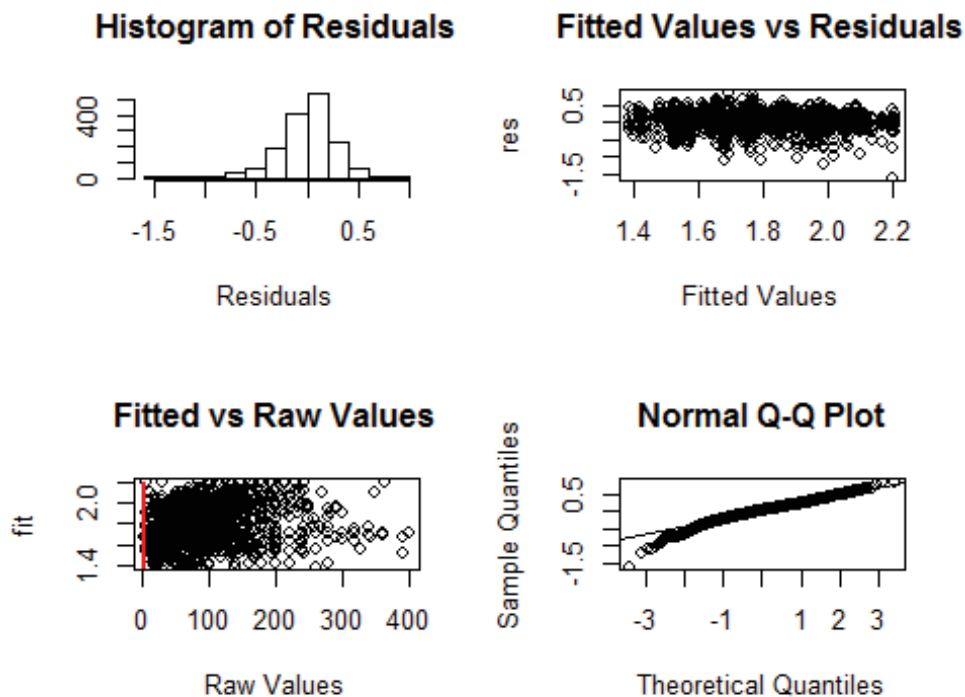 Histogram of Residuals
400
0
-1.5 -0.5 0.5
Residuals
Fitted Values vs Residuals
res
0.5
-1.5
1.4 1.6 1.8 2.0 2.2
Fitted Values
Fitted vs Raw Values
fit
2.0
1.4
0 100 200 300 400
Raw Values
Normal Q-Q Plot
Sample Quantiles
0.5
-1.5
-3 -1 1 2 3
Theoretical Quantiles